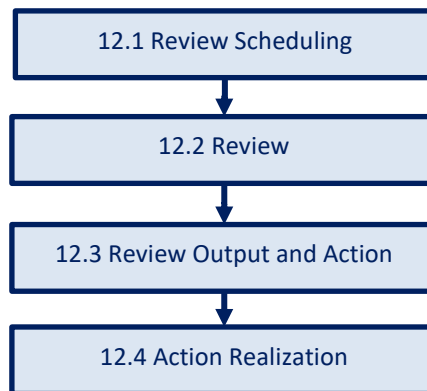 12.1 Review Scheduling
12.2 Review
12.3 Review Output and Action
12.4 Action Realization